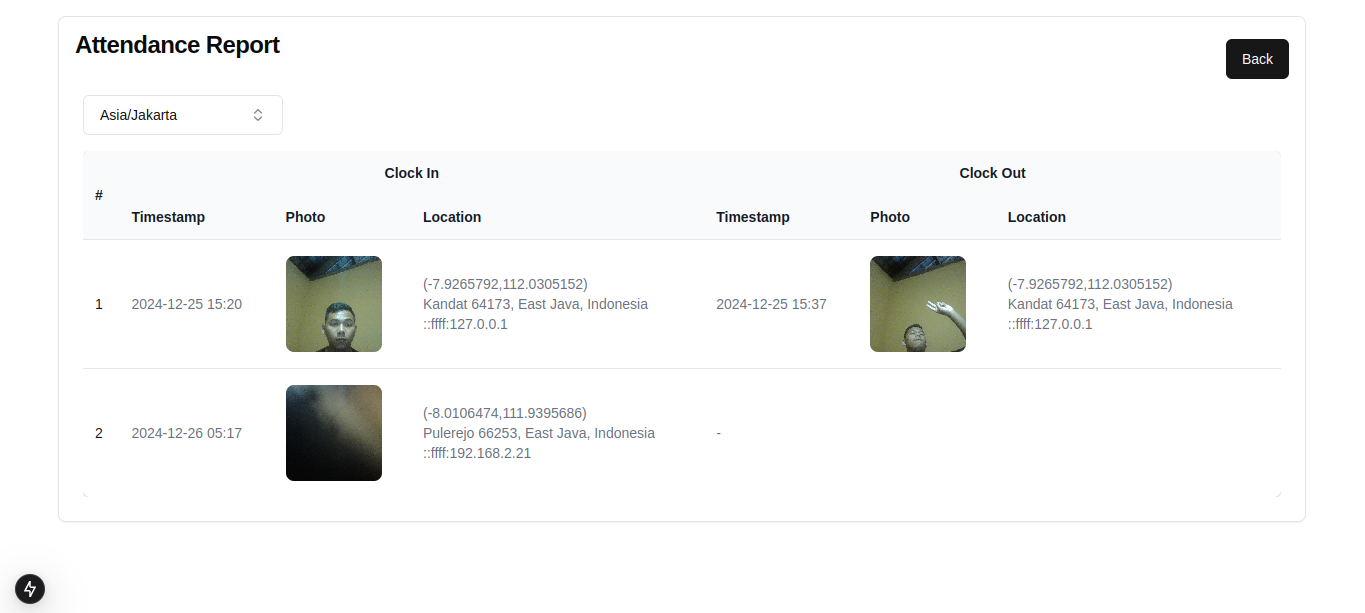 Attendance Report
Back
Asia/Jakarta
Clock In
Clock Out
#
Timestamp
Photo
Location
Timestamp
Photo
Location
1
2024-12-25 15:20
(-7.9265792,112.0305152)
Kandat 64173, East Java, Indonesia
::ffff:127.0.0.1
2024-12-25 15:37
(-7.9265792,112.0305152)
Kandat 64173, East Java, Indonesia
::ffff:127.0.0.1
2
2024-12-26 05:17
(-8.0106474,111.9395686)
Pulerejo 66253, East Java, Indonesia
::ffff:192.168.2.21
-